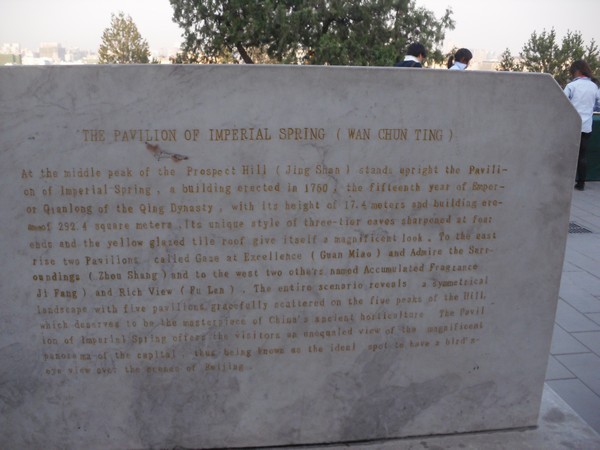 THE PAVILION OF IMPERIAL SPRING ( WAN CHUN TING )
At the middle peak of the Prospect Hill ( Jing Shan ) stands upright the Pavili-
on of Imperial Spring , a building erected in 1760 , the fifteenth year of Emper-
or Qianlong of the Qing Dynasty , with its height of 17.4 meters and building are-
of 292.4 square meters . Its unique style of three-tier eaves sharpened at four
ends and the yellow glazed tile roof give itself a magnificent look . To the east
rise two Pavilions called Gaze at Excellence ( Guan Miao ) and Admire the Surr-
oundings ( Zhou Shang ) and to the west two others named Accumulated Fragrance
Ji Fang ) and Rich View ( Fu Lan ) . The entire scenario reveals a symmetrical
landscape with five pavilions gracefully scattered on the five peaks of the Hill,
which deserves to be the masterpiece of China's ancient horticulture . The Pavil
ion of Imperial Spring offers the visitors an unequaled view of the magnificent
panorama of the capital , thus being known as the ideal spot to have a bird's-
eye view over the scenes of Beijing .